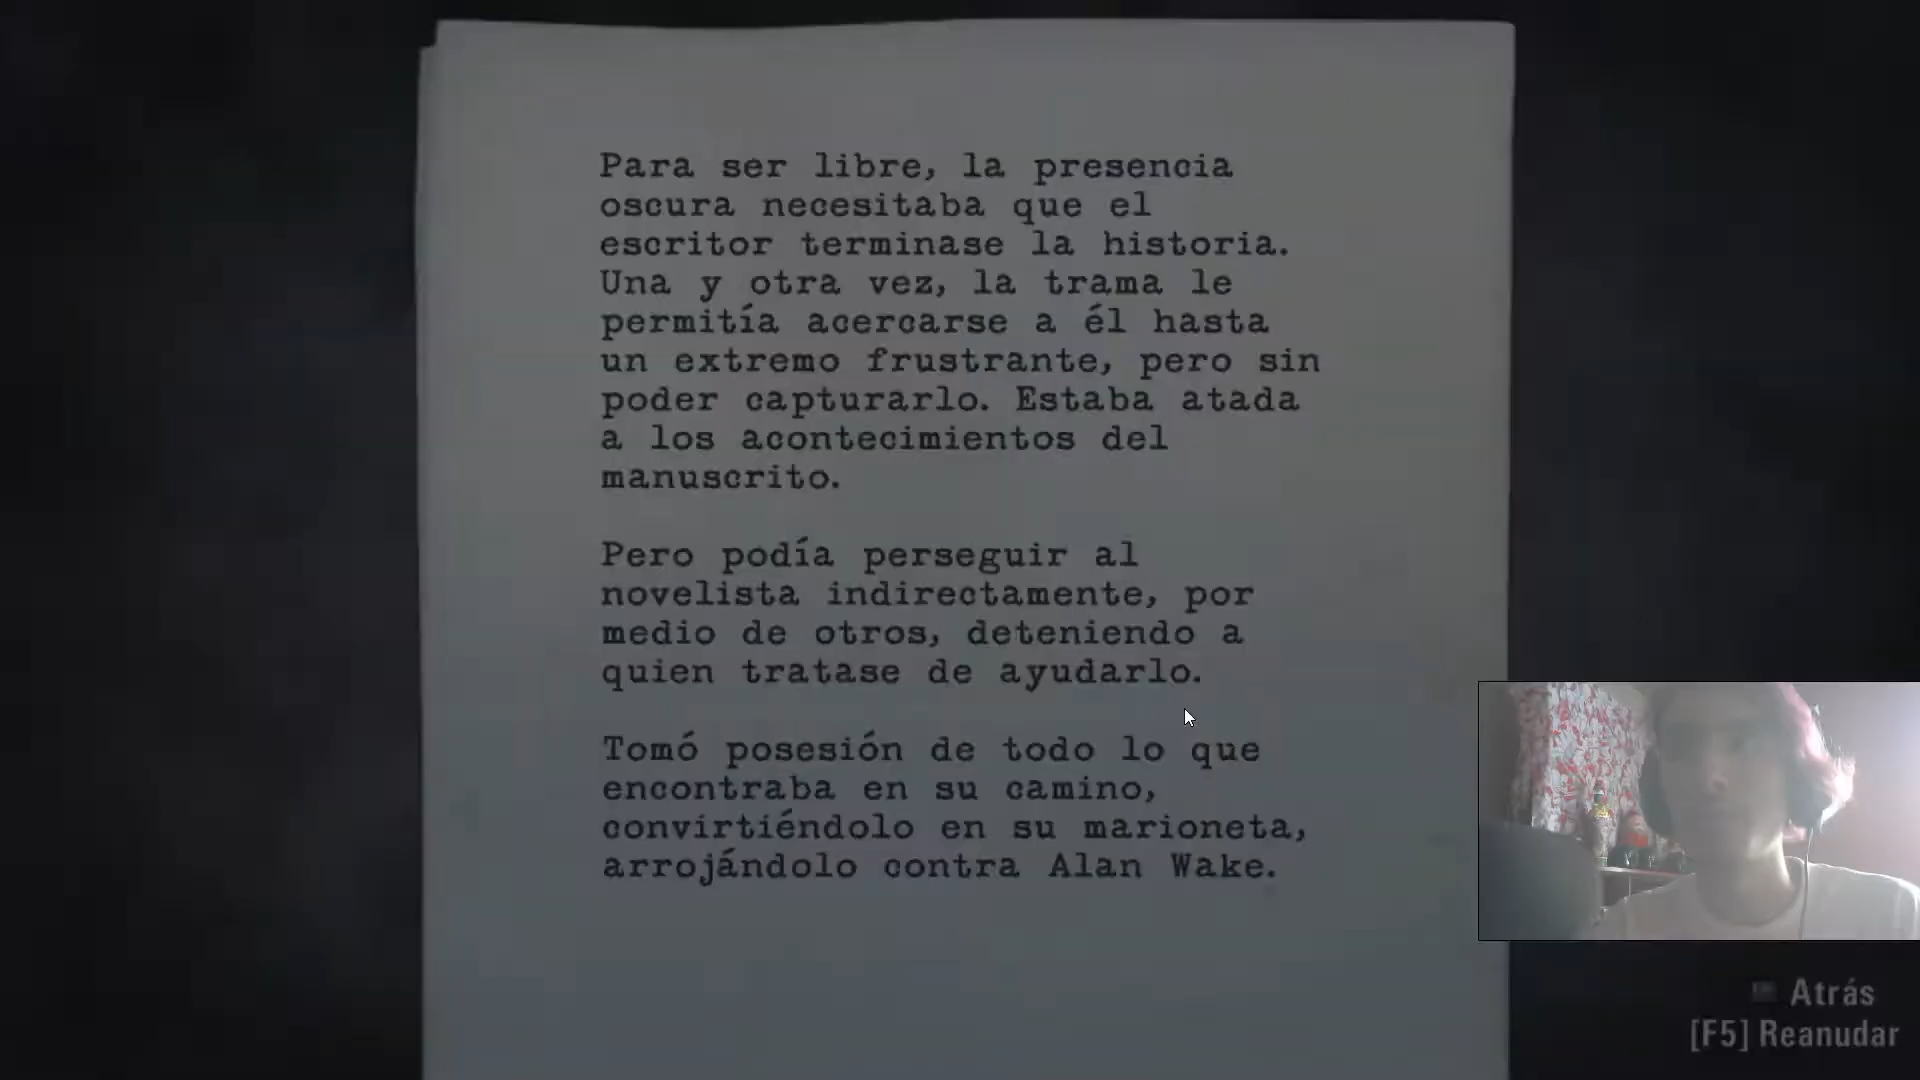 Para ser libre, la presencia
oscura necesitaba que el
escritor terminase la historia.
Una y otra vez, la trama le
permitía acercarse a él hasta
un extremo frustrante, pero sin
poder capturarlo. Estaba atada
a los acontecimientos del
manuscrito.
Pero podía perseguir al
novelista indirectamente, por
medio de otros, deteniendo a
quien tratase de ayudarlo.
Tomó posesión de todo lo que
encontraba en su camino,
convirtiéndolo en su marioneta,
arrojándolo contra Alan Wake.
Atrás
[F5] Reanudar